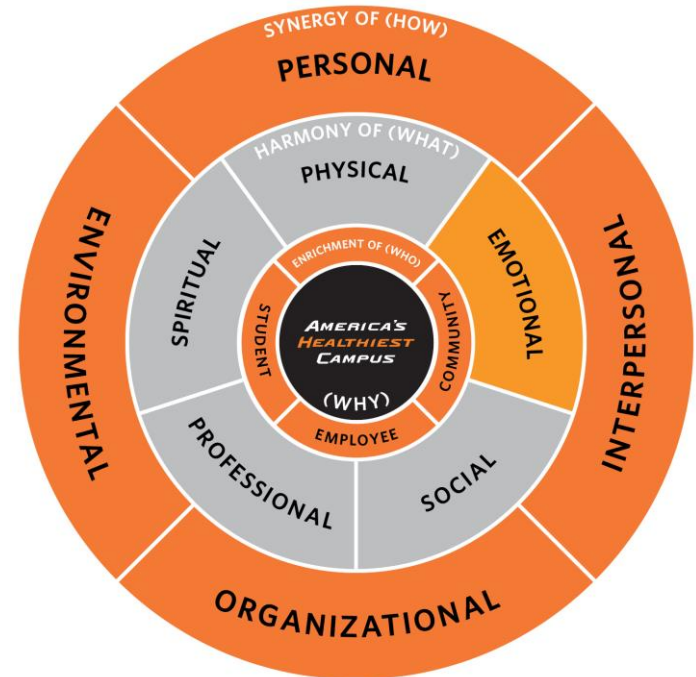 SYNERGY OF (HOW)
PERSONAL
HARMONY OF (WHAT)
PHYSICAL
ENRICHMENT OF (WHO)
ENVIRONMENTAL
SPIRITUAL
STUDENT
AMERICA'S
HEALTHIEST
CAMPUS
(WHY)
COMMUNITY
EMOTIONAL
INTERPERSONAL
EMPLOYEE
PROFESSIONAL
SOCIAL
ORGANIZATIONAL